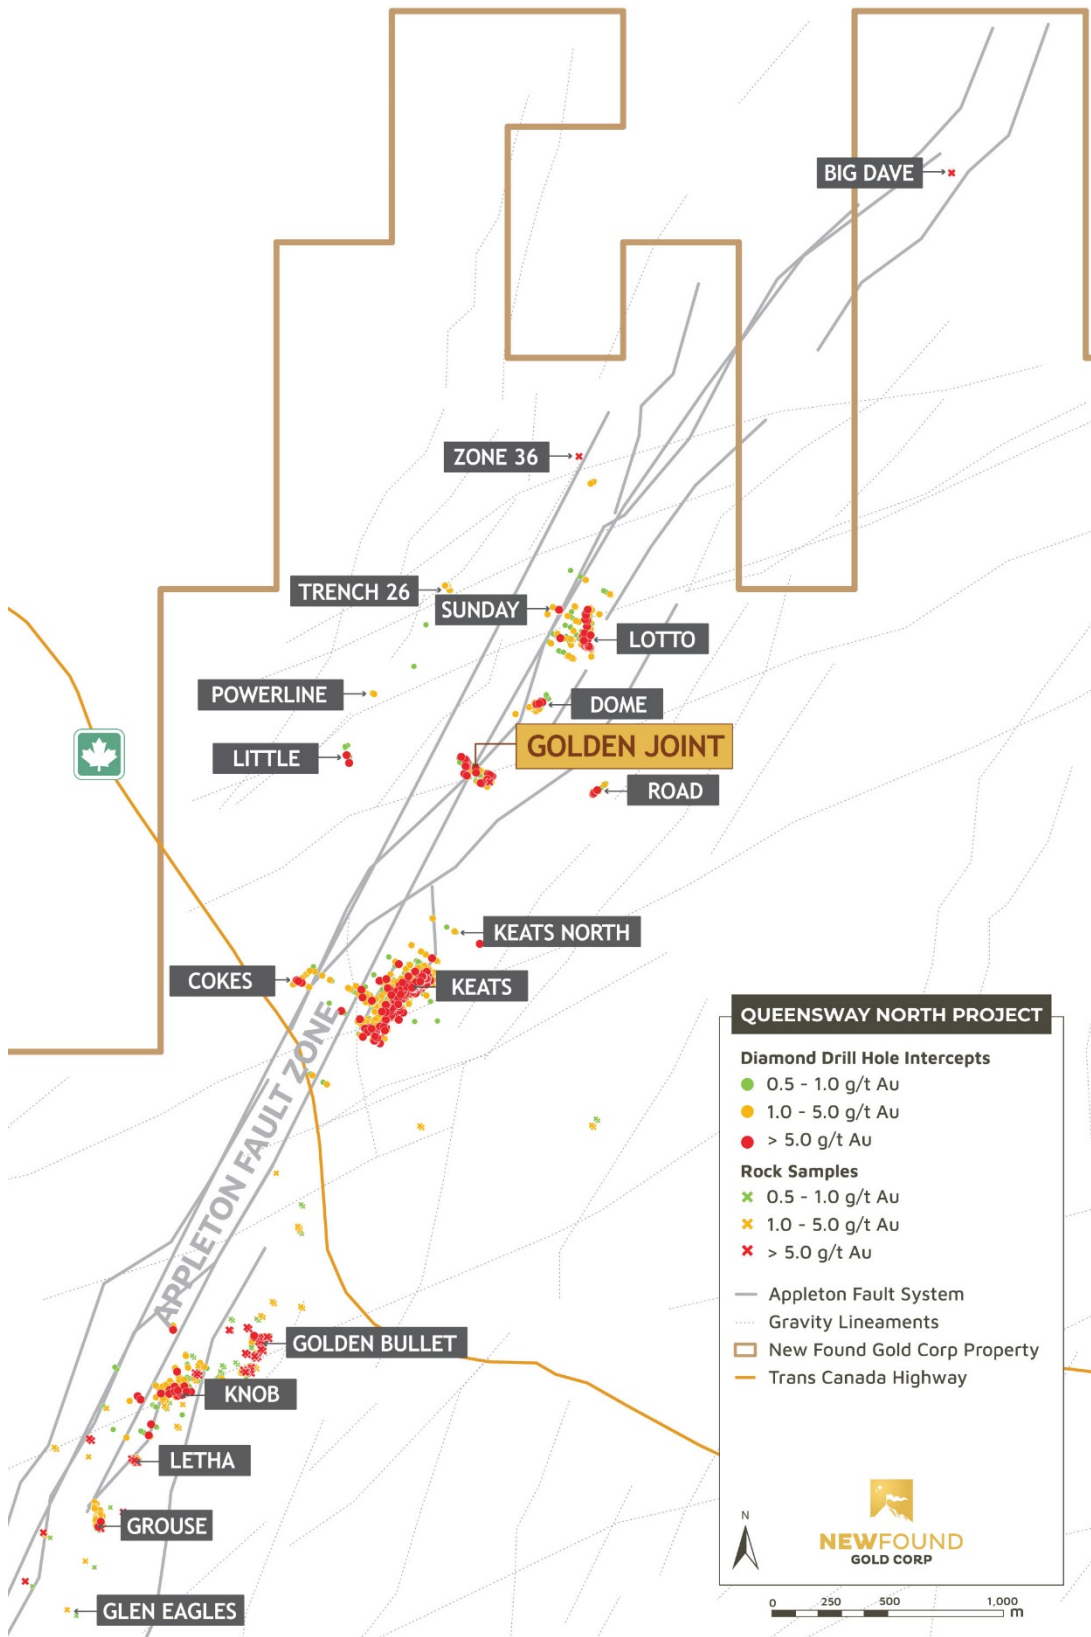 BIG DAVE
ZONE 36
TRENCH 26
SUNDAY
LOTTO
POWERLINE
DOME
GOLDEN JOINT
LITTLE
ROAD
KEATS NORTH
COKES
KEATS
APPLETON FAULT ZONE
GOLDEN BULLET
KNOB
LETHA
GROUSE
GLEN EAGLES
QUEENSWAY NORTH PROJECT
Diamond Drill Hole Intercepts
0.5 - 1.0 g/t Au
1.0 - 5.0 g/t Au
> 5.0 g/t Au
Rock Samples
0.5 - 1.0 g/t Au
1.0 - 5.0 g/t Au
> 5.0 g/t Au
Appleton Fault System
Gravity Lineaments
New Found Gold Corp Property
Trans Canada Highway
N
NEWFOUND
GOLD CORP
0 250 500 1,000 m